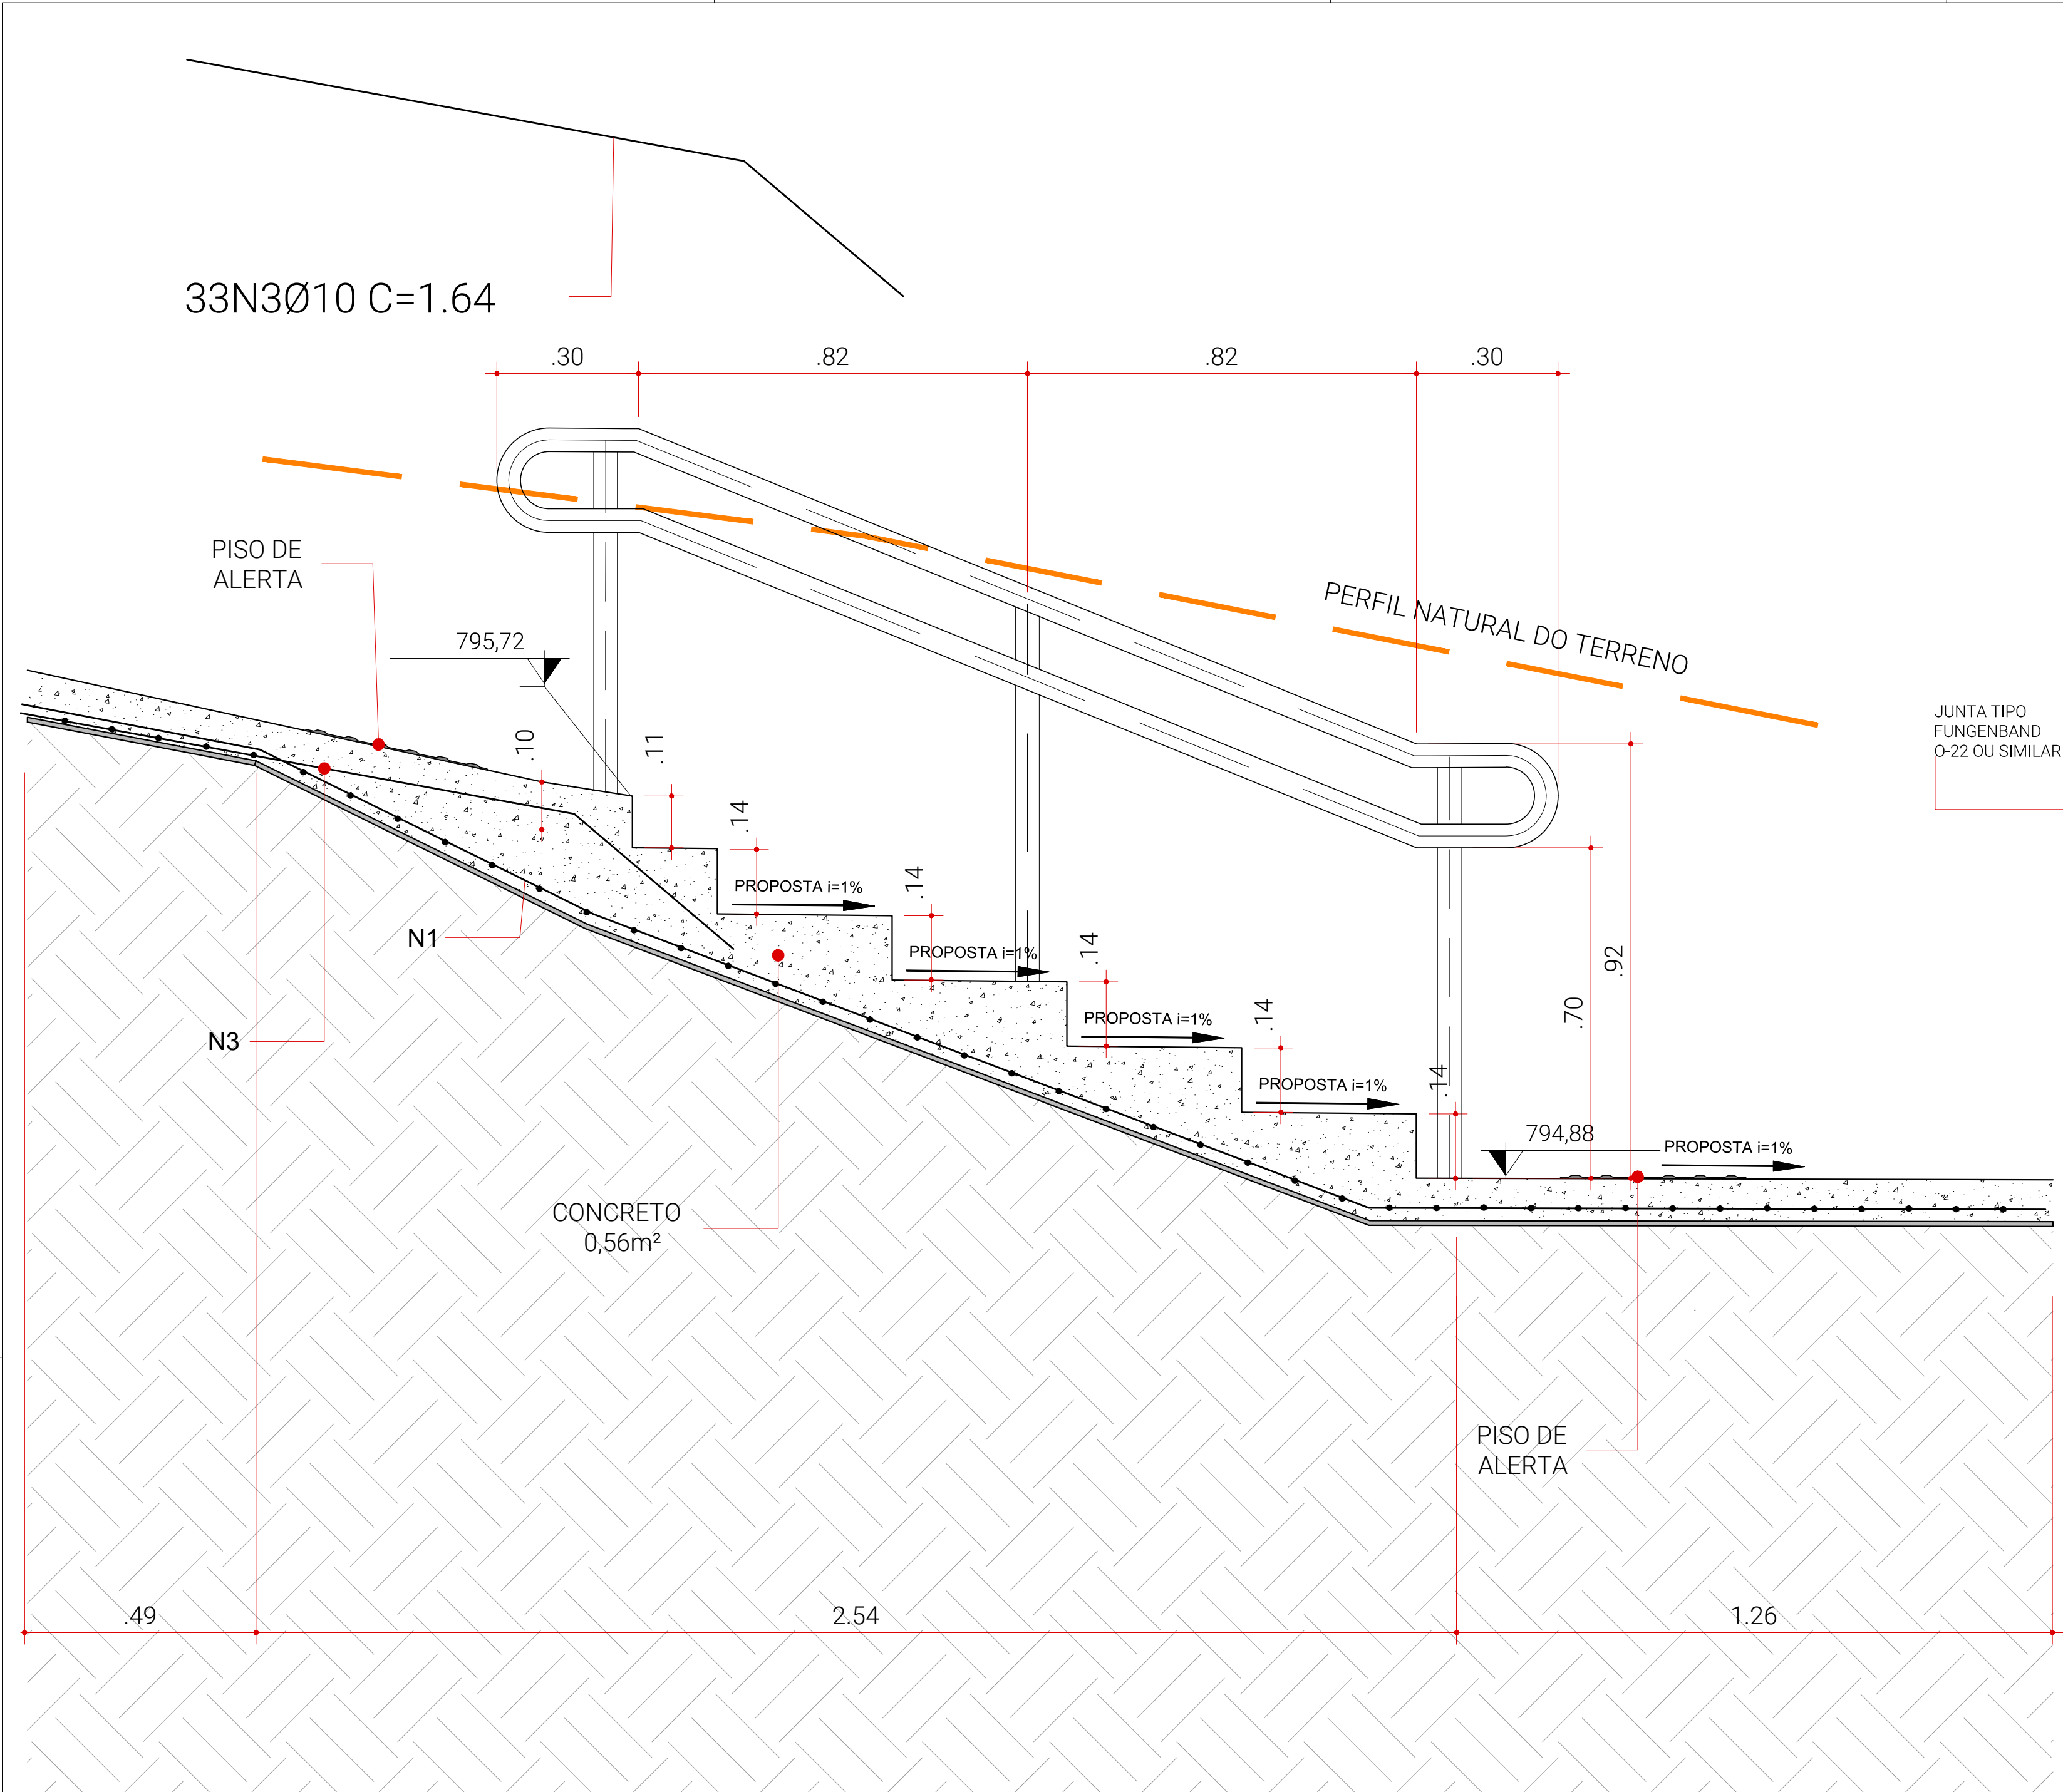 33N3Ø10 C=1.64
.30
.82
.82
.30
PISO DE
ALERTA
PERFIL NATURAL DO TERRENO
795,72
JUNTA TIPO
FUNGENBAND
O-22 OU SIMILAR
.10
.11
.14
PROPOSTA i=1%
.14
N1
PROPOSTA i=1%
.14
.92
.70
N3
PROPOSTA i=1%
.14
PROPOSTA i=1%
.14
794,88
PROPOSTA i=1%
CONCRETO
0,56m²
PISO DE
ALERTA
.49
2.54
1.26